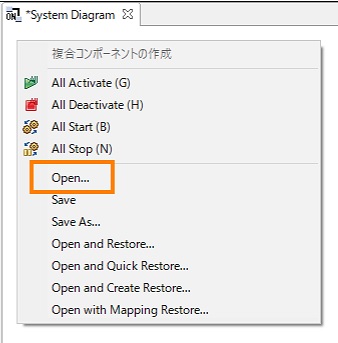 ON
*System Diagram
複合コンポーネントの作成
All Activate (G)
All Deactivate (H)
All Start (B)
All Stop (N)
Open...
Save
Save As...
Open and Restore...
Open and Quick Restore...
Open and Create Restore...
Open with Mapping Restore...